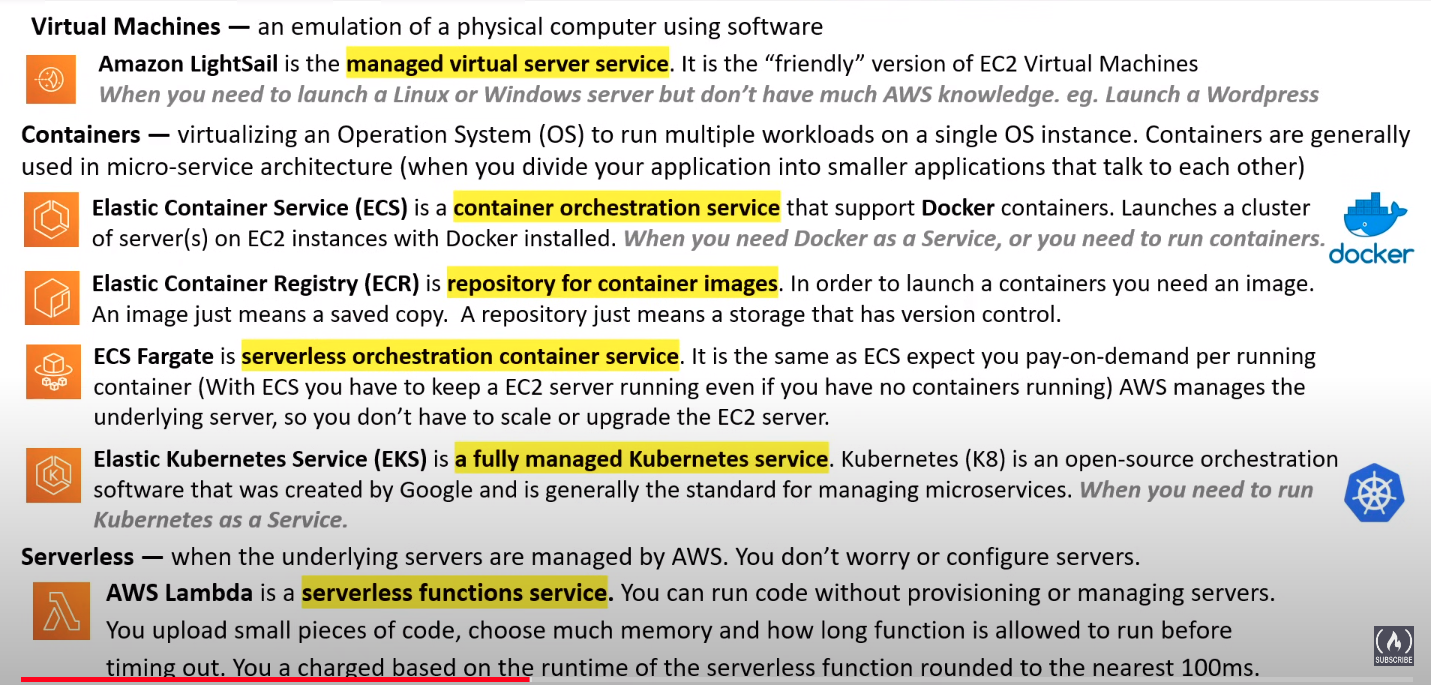 Virtual Machines — an emulation of a physical computer using software
Amazon LightSail is the managed virtual server service. It is the “friendly” version of EC2 Virtual Machines
When you need to launch a Linux or Windows server but don’t have much AWS knowledge. eg. Launch a Wordpress
Containers — virtualizing an Operation System (OS) to run multiple workloads on a single OS instance. Containers are generally
used in micro-service architecture (when you divide your application into smaller applications that talk to each other)
Elastic Container Service (ECS) is a container orchestration service that support Docker containers. Launches a cluster
of server(s) on EC2 instances with Docker installed. When you need Docker as a Service, or you need to run containers.
docker
Elastic Container Registry (ECR) is repository for container images. In order to launch a containers you need an image.
An image just means a saved copy. A repository just means a storage that has version control.
ECS Fargate is serverless orchestration container service. It is the same as ECS expect you pay-on-demand per running
container (With ECS you have to keep a EC2 server running even if you have no containers running) AWS manages the
underlying server, so you don’t have to scale or upgrade the EC2 server.
Elastic Kubernetes Service (EKS) is a fully managed Kubernetes service. Kubernetes (K8) is an open-source orchestration
software that was created by Google and is generally the standard for managing microservices. When you need to run
Kubernetes as a Service.
K
Serverless — when the underlying servers are managed by AWS. You don’t worry or configure servers.
AWS Lambda is a serverless functions service. You can run code without provisioning or managing servers.
You upload small pieces of code, choose much memory and how long function is allowed to run before
timing out. You a charged based on the runtime of the serverless function rounded to the nearest 100ms.
SUBSCRIBE